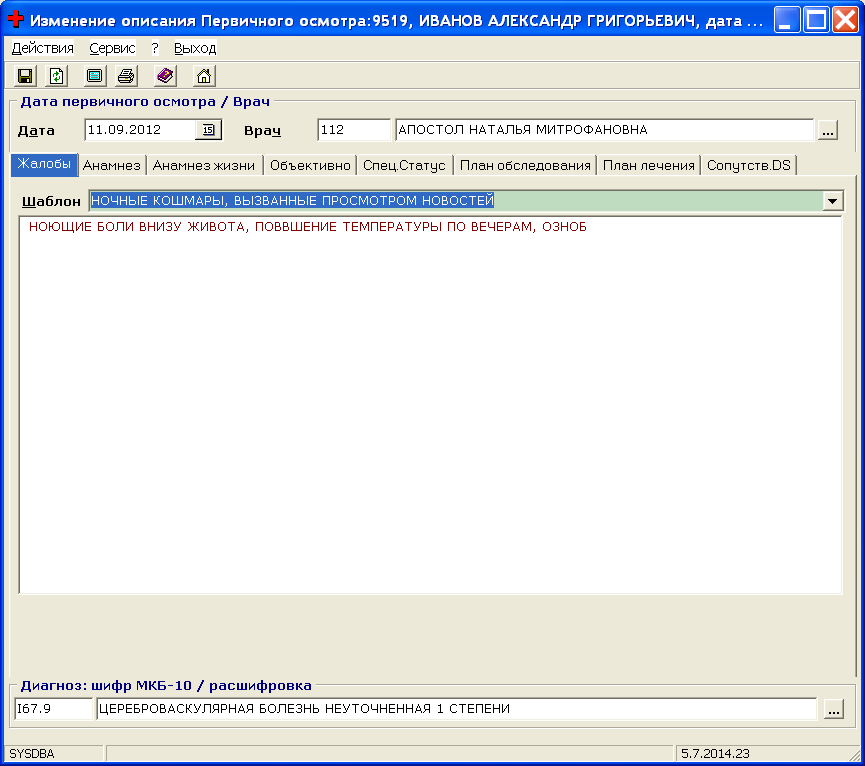 Изменение описания Первичного осмотра:9519, ИВАНОВ АЛЕКСАНДР ГРИГОРЬЕВИЧ, дата ...
Действия Сервис ? Выход
Дата первичного осмотра / Врач
Дата 11.09.2012 15 Врач 112 АПОСТОЛ НАТАЛЬЯ МИТРОФАНОВНА ...
Жалобы Анамнез Анамнез жизни Объективно Спец.Статус План обследования План лечения Сопутств.DS
Шаблон НОЧНЫЕ КОШМАРЫ, ВЫЗВАННЫЕ ПРОСМОТРОМ НОВОСТЕЙ
НОЮЩИЕ БОЛИ ВНИЗУ ЖИВОТА, ПОВВШЕНИЕ ТЕМПЕРАТУРЫ ПО ВЕЧЕРАМ, ОЗНОБ
Диагноз: шифр МКБ-10 / расшифровка
I67.9 ЦЕРЕБРОВАСКУЛЯРНАЯ БОЛЕЗНЬ НЕУТОЧНЕННАЯ 1 СТЕПЕНИ ...
SYSDBA 5.7.2014.23